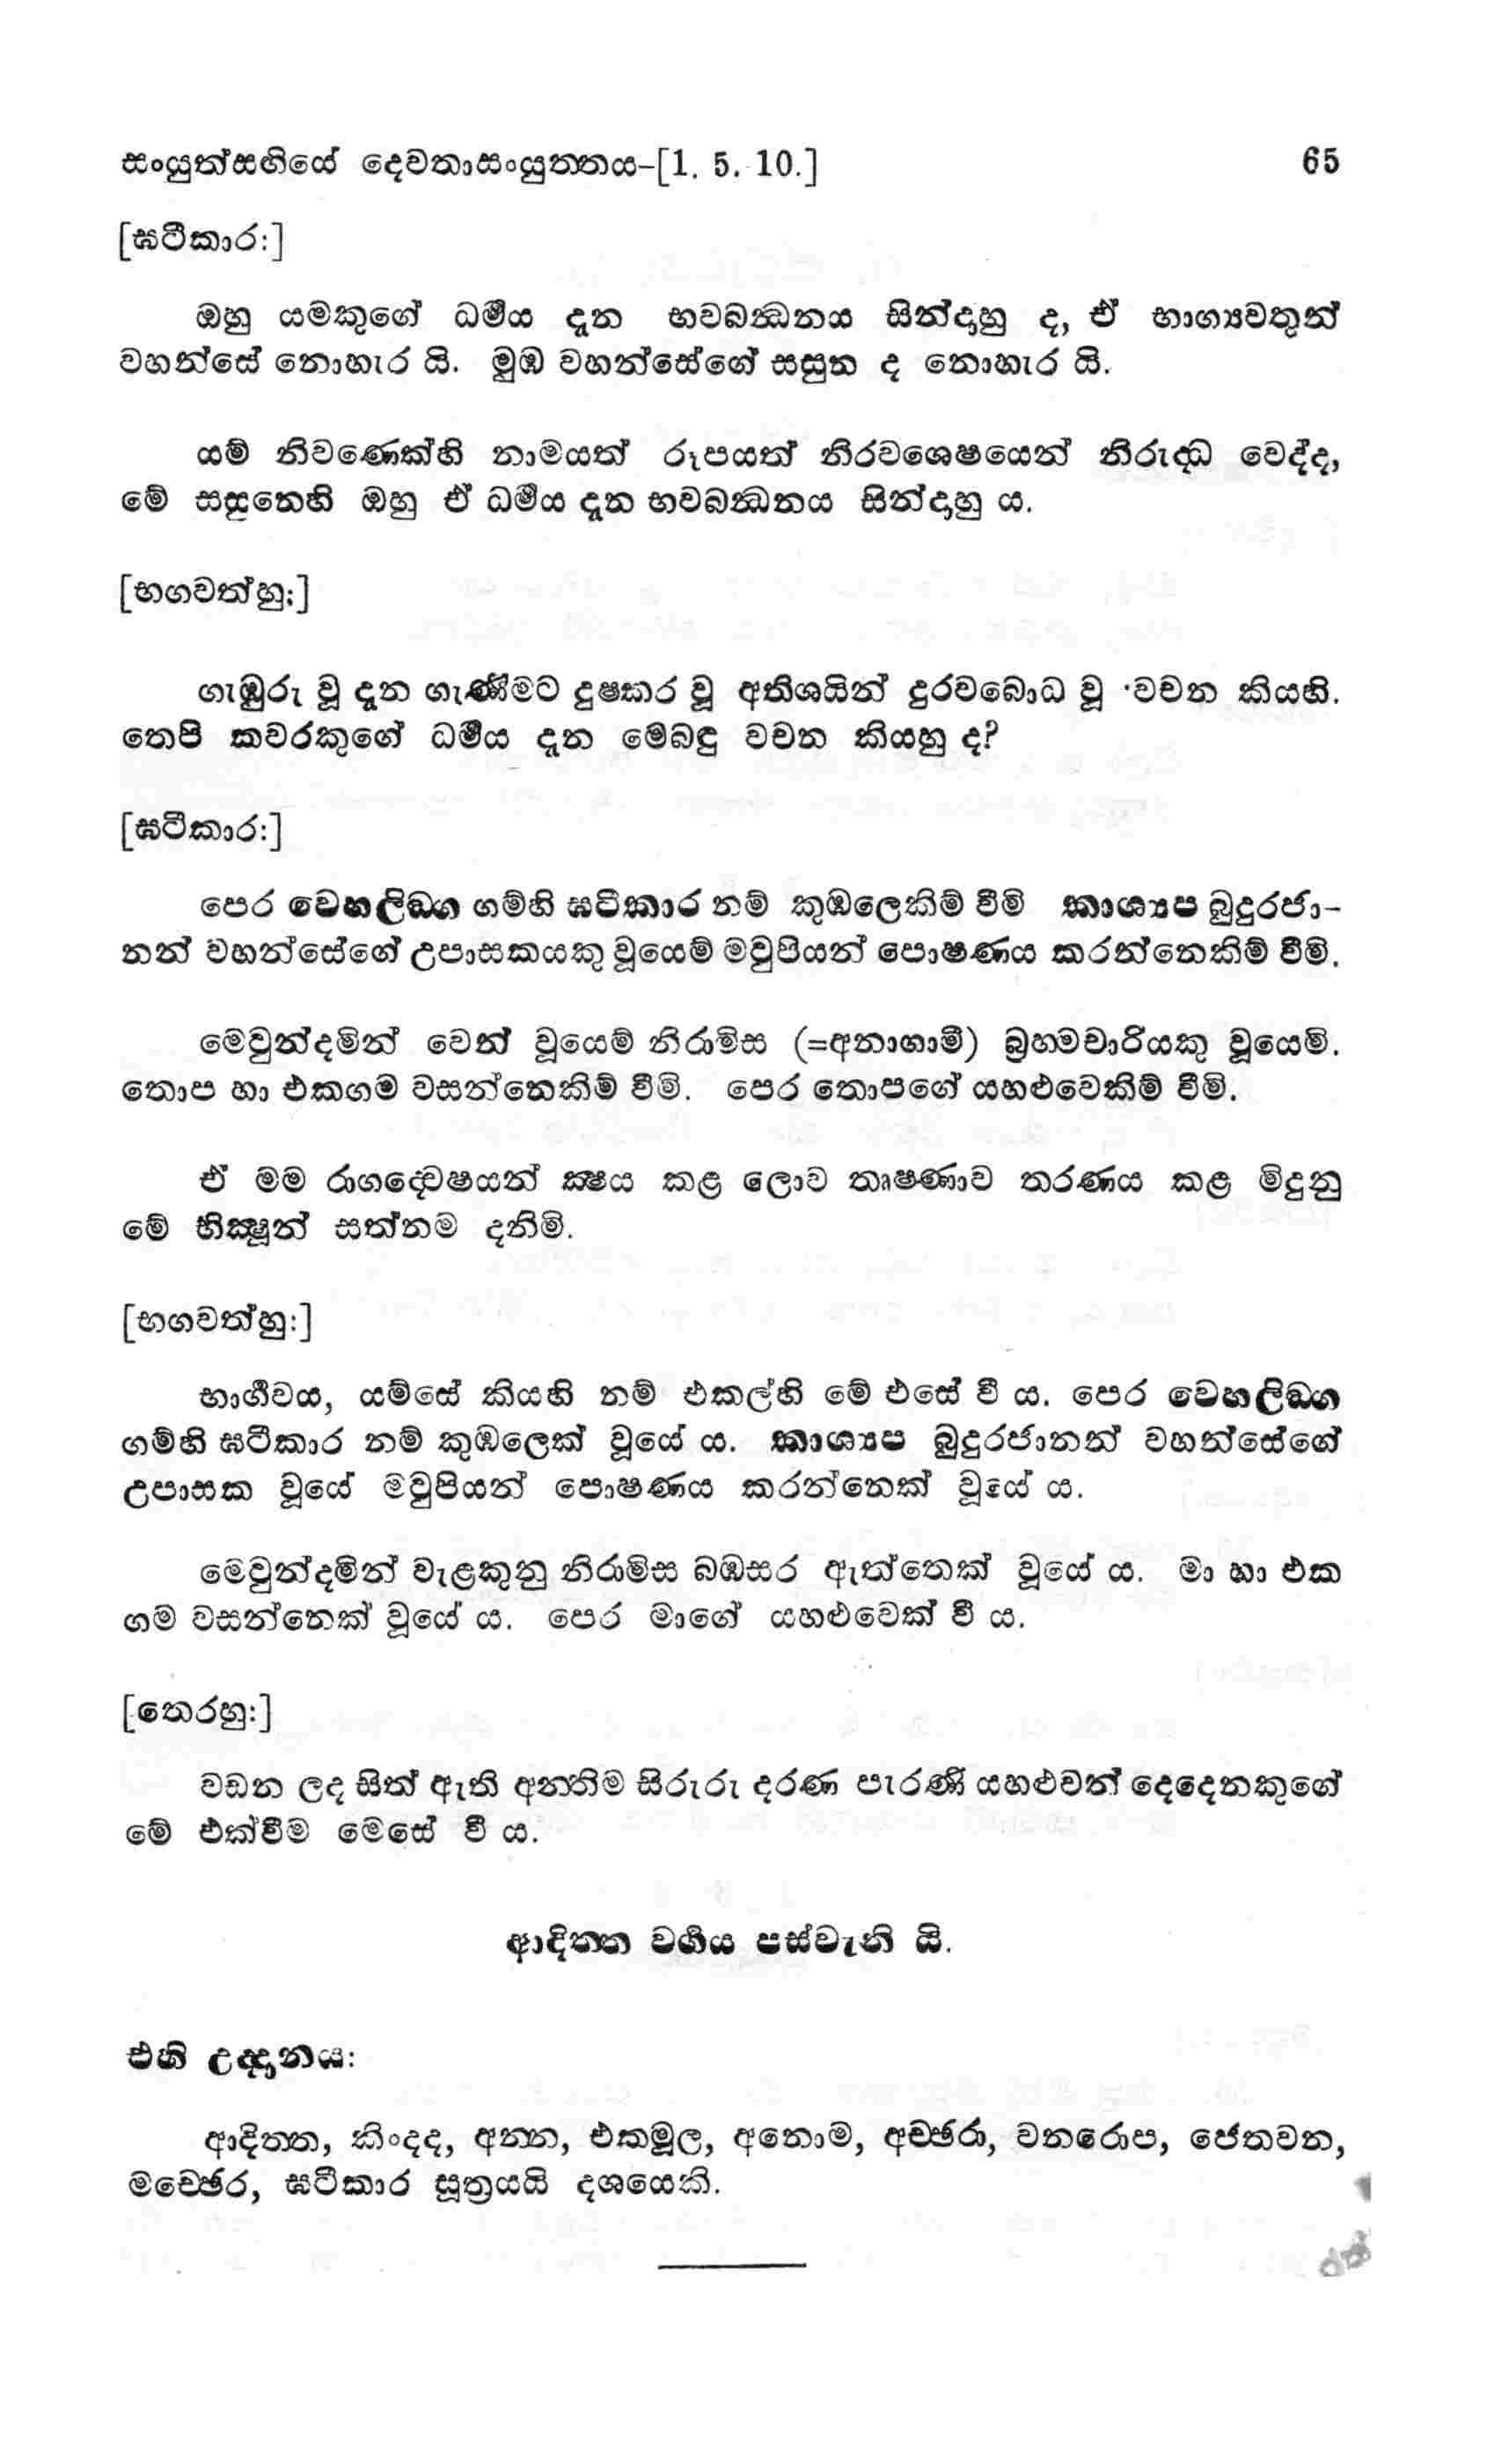 සංයුත්සඟියේ දෙවතාසංයුත්තය-[1. 5. 10.] 65
[ඝටීකාර:]
ඔහු යමකුගේ ධර්මය දැන භවබන්ධනය සින්දාහු ද, ඒ භාග්‍යවතුන්
වහන්සේ නොහැර යි. මුඹ වහන්සේගේ සසුන ද නොහැර යි.
යම් නිවණෙක්හි නාමයත් රූපයත් නිරවශෙෂයෙන් නිරුද්ධ වෙද්ද,
මේ සසුනෙහි ඔහු ඒ ධර්මය දැන භවබන්ධනය සින්දාහු ය.
[භගවත්හු:]
ගැඹුරු වූ දැන ගැණීමට දුෂ්කර වූ අතිශයින් දුරවබොධ වූ වචන කියහි.
තෙපි කවරකුගේ ධර්මය දැන මෙබඳු වචන කියහු ද?
[ඝටීකාර:]
පෙර වෙහලිඞ්ග ගම්හි ඝටීකාර නම් කුඹලෙකිම් වීමි කාශ්‍යප බුදුරජා-
නන් වහන්සේගේ උපාසකයකු වූයෙම් මවුපියන් පොෂණය කරන්නෙකිම් වීමි.
මෙවුන්දමින් වෙන් වූයෙම් නිරාමිස (=අනාගාමී) බ්‍රහ්මචාරියකු වූයෙමි.
තොප හා එකගම වසන්නෙකිම් වීමි. පෙර තොපගේ යහළුවෙකිම් වීමි.
ඒ මම රාගද්වෙෂයන් ක්ෂය කළ ලොව තෘෂ්ණාව තරණය කළ මිදුනු
මේ භික්ෂූන් සත්නම දනිමි.
[භගවත්හු:]
භාර්ගවය, යම්සේ කියහි නම් එකල්හි මේ එසේ වී ය. පෙර වෙහලිඞ්ග
ගම්හි ඝටීකාර නම් කුඹලෙක් වූයේ ය. කාශ්‍යප බුදුරජානන් වහන්සේගේ
උපාසක වූයේ මවුපියන් පොෂණය කරන්නෙක් වූයේ ය.
මෙවුන්දමින් වැළකුනු නිරාමිස බඹසර ඇත්තෙක් වූයේ ය. මා හා එක
ගම වසන්නෙක් වූයේ ය. පෙර මාගේ යහළුවෙක් වී ය.
[තෙරහු:]
වඩන ලද සිත් ඇති අන්තිම සිරුරු දරණ පැරණි යහළුවන් දෙදෙනකුගේ
මේ එක්වීම මෙසේ වී ය.
ආදිත්ත වර්ගය පස්වැනි යි.
එහි උද්දානය:
ආදිත්ත, කිංදද, අන්න, එකමූල, අනොම, අච්ඡරා, වනරොප, ජේතවන,
මච්ඡෙර, ඝටීකාර සූත්‍රයයි දශයෙකි.